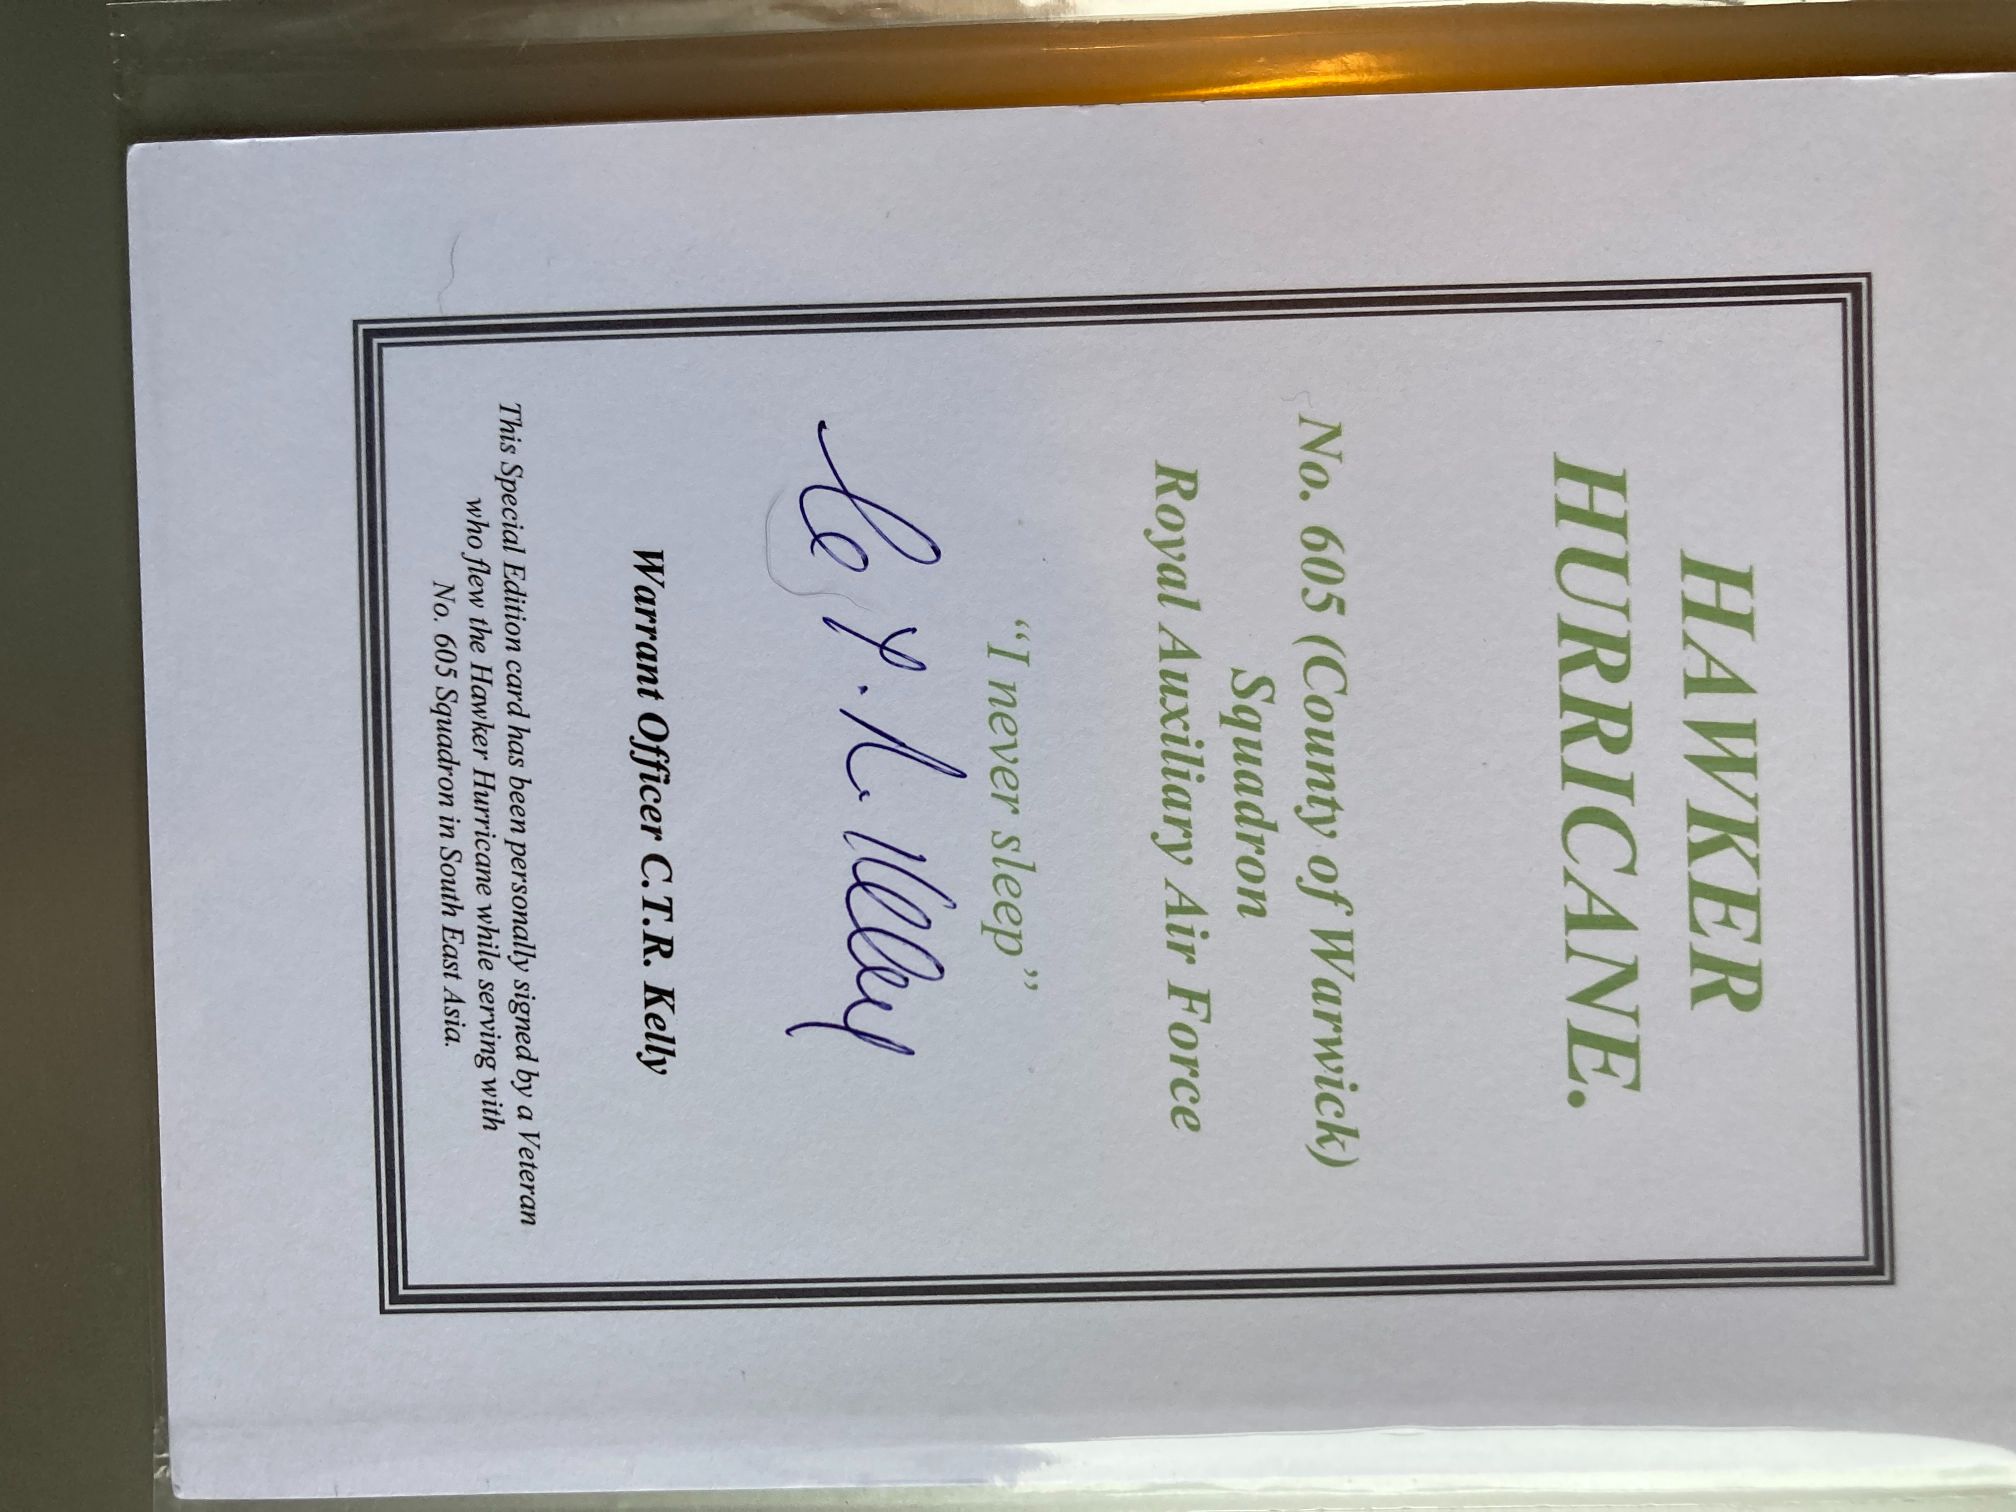 HAWKER
HURRICANE.
No. 605 (County of Warwick)
Squadron
Royal Auxiliary Air Force
"I never sleep"
C T. R. Kelly
Warrant Officer C.T.R. Kelly
This Special Edition card has been personally signed by a Veteran
who flew the Hawker Hurricane while serving with
No. 605 Squadron in South East Asia.